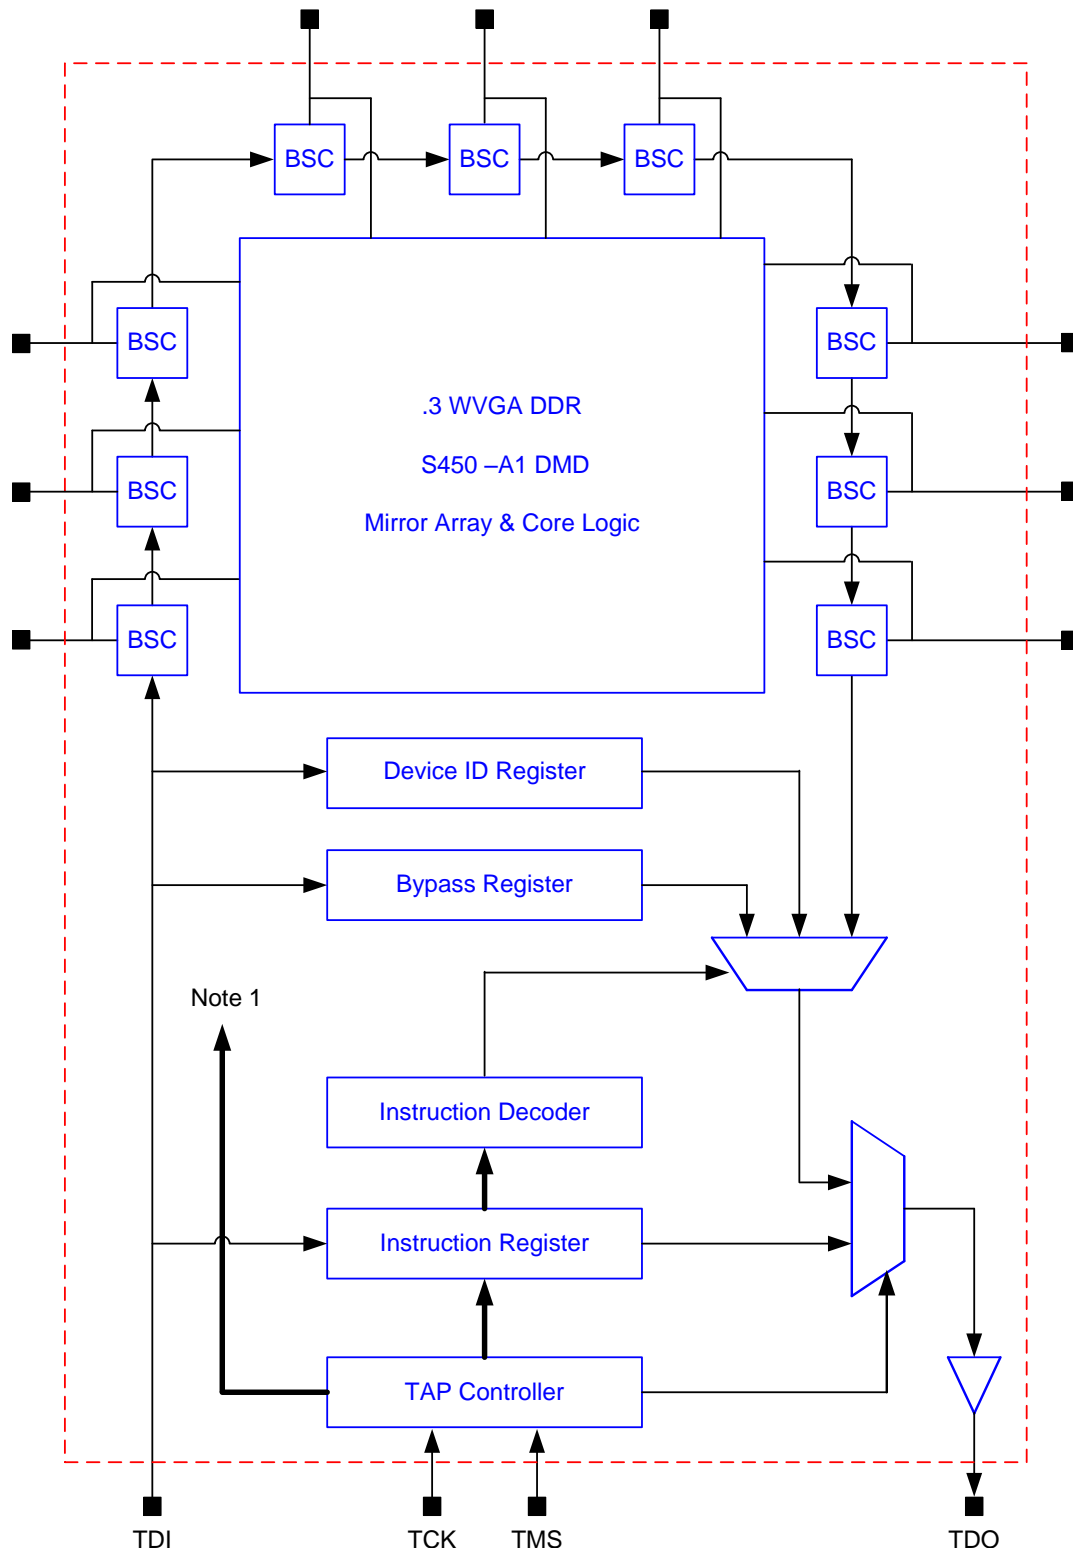 BSC
BSC
BSC
BSC
BSC
.3 WVGA DDR
BSC
S450 –A1 DMD
BSC
Mirror Array & Core Logic
BSC
BSC
Device ID Register
Bypass Register
Note 1
Instruction Decoder
Instruction Register
TAP Controller
TDI
TCK
TMS
TDO